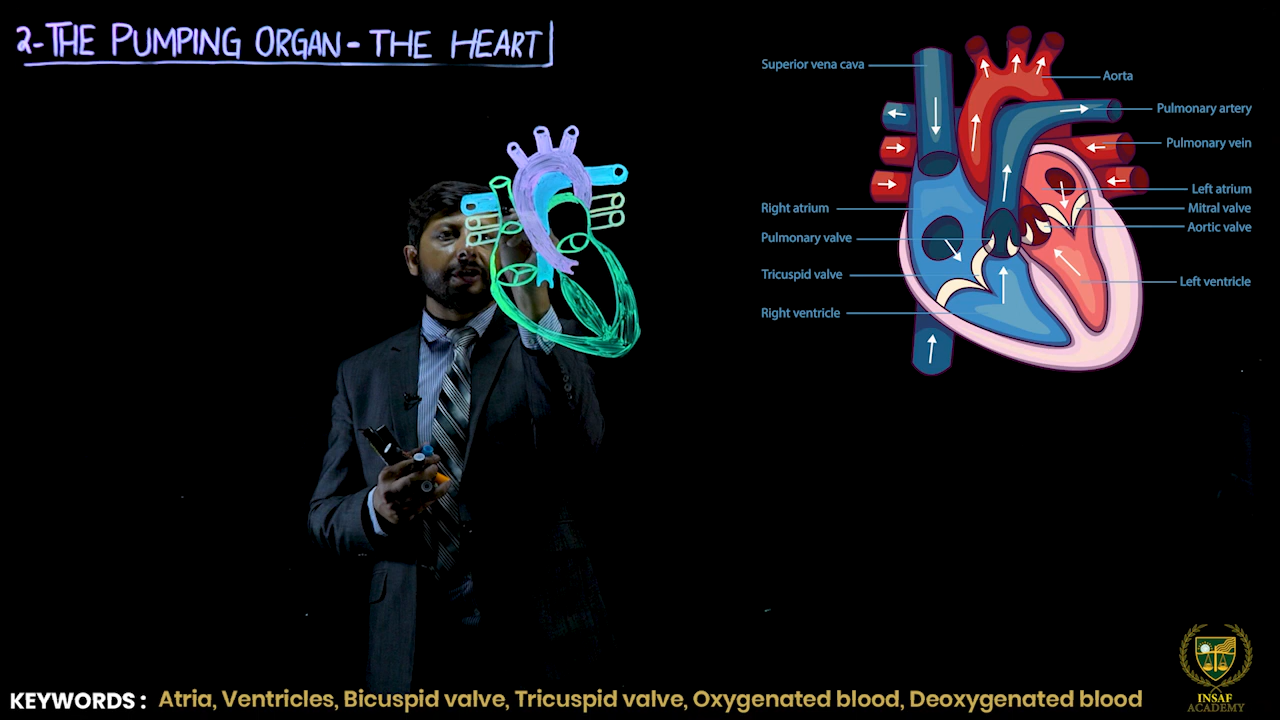 2-THE PUMPING ORGAN-THE HEART
Superior vena cava
Aorta
Pulmonary artery
Pulmonary vein
Left atrium
Right atrium
Mitral valve
Aortic valve
Pulmonary valve
Tricuspid valve
Left ventricle
Right ventricle
KEYWORDS : Atria, Ventricles, Bicuspid valve, Tricuspid valve, Oxygenated blood, Deoxygenated blood
INSAF
ACADEMY